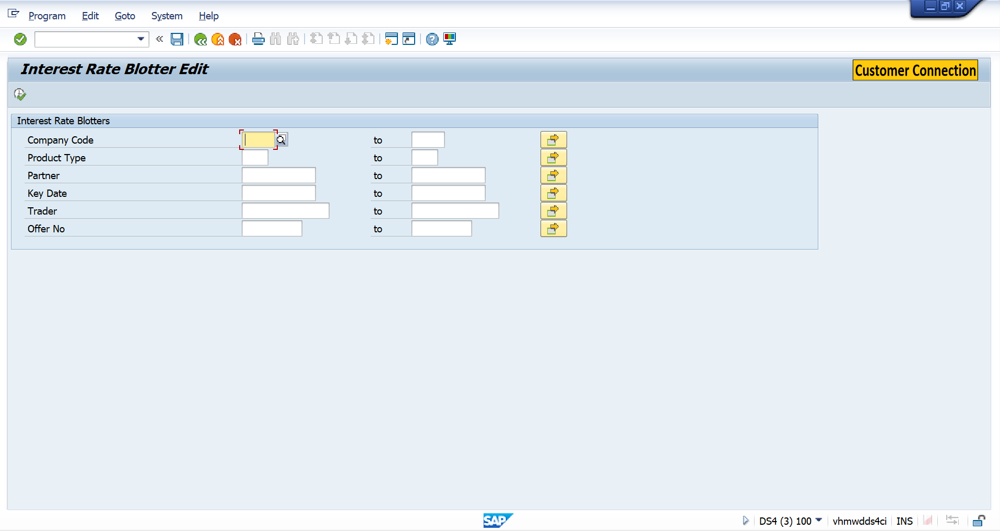 Program Edit Goto System Help
Interest Rate Blotter Edit
Customer Connection
Interest Rate Blotters
Company Code to
Product Type to
Partner to
Key Date to
Trader to
Offer No to
SAP DS4 (3) 100 vhmwdds4ci INS